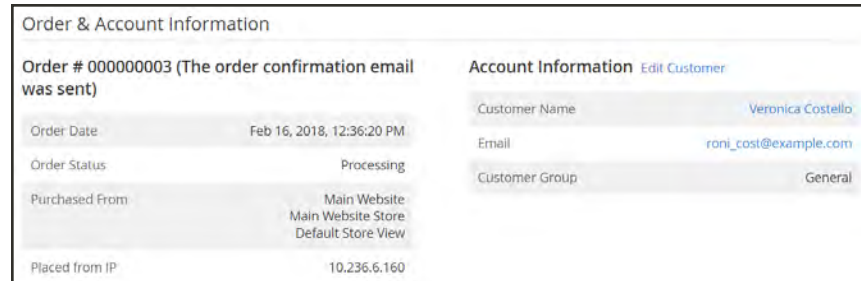 Order & Account Information
Order # 000000003 (The order confirmation email
was sent)
Order Date Feb 16, 2018, 12:36:20 PM
Order Status Processing
Purchased From Main Website
Main Website Store
Default Store View
Placed from IP 10.236.6.160
Account Information Edit Customer
Customer Name Veronica Costello
Email roni_cost@example.com
Customer Group General